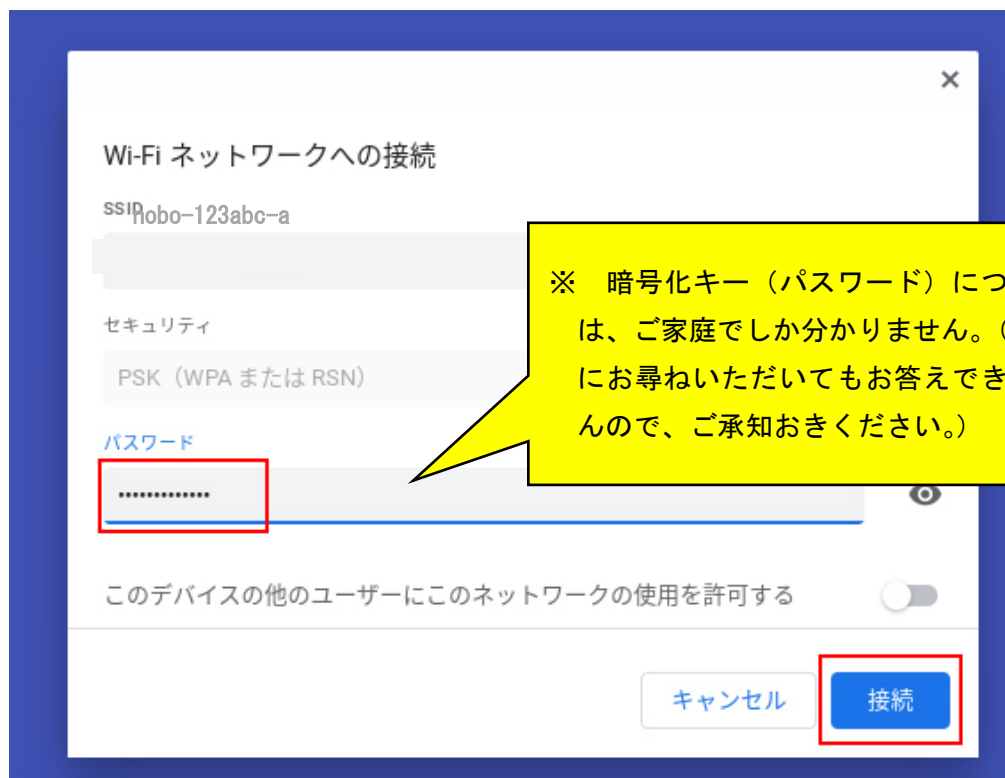 Wi-Fi ネットワークへの接続
SSID
nobo-123abc-a
※　暗号化キー（パスワード）につ
は、ご家庭でしか分かりません。（
にお尋ねいただいてもお答えでき
んので、ご承知おきください。）
セキュリティ
PSK（WPA または RSN）
パスワード
•••••••••••••
このデバイスの他のユーザーにこのネットワークの使用を許可する
キャンセル
接続